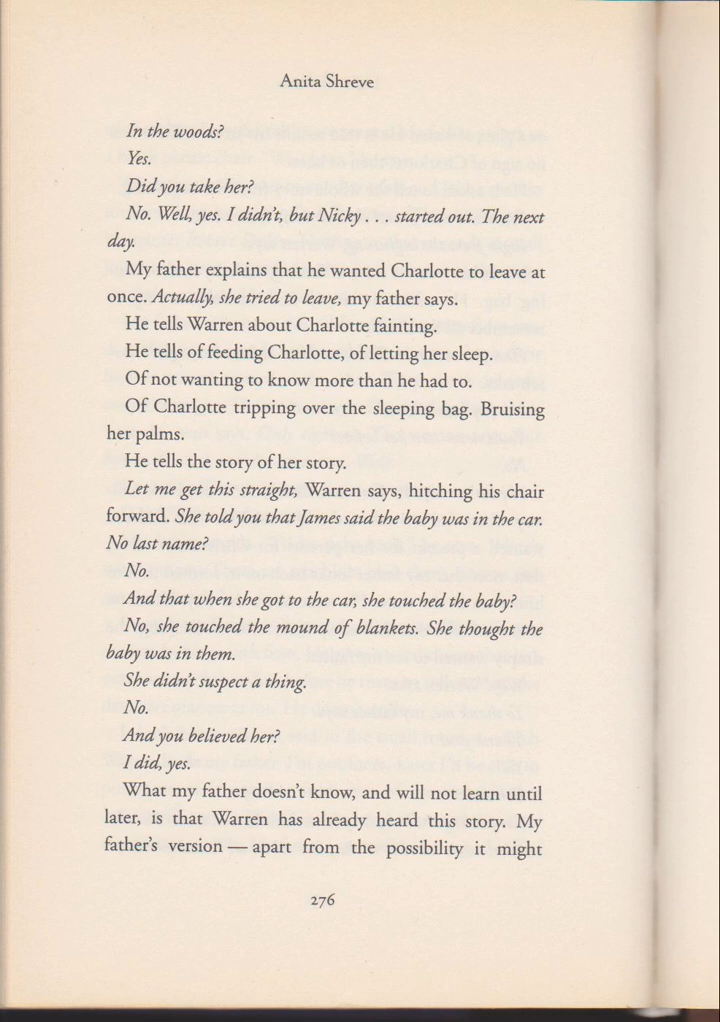 Anita Shreve
In the woods?
Yes.
Did you take her?
No. Well, yes. I didn't, but Nicky . . . started out. The next
day.
My father explains that he wanted Charlotte to leave at
once. Actually, she tried to leave, my father says.
He tells Warren about Charlotte fainting.
He tells of feeding Charlotte, of letting her sleep.
Of not wanting to know more than he had to.
Of Charlotte tripping over the sleeping bag. Bruising
her palms.
He tells the story of her story.
Let me get this straight, Warren says, hitching his chair
forward. She told you that James said the baby was in the car.
No last name?
No.
And that when she got to the car, she touched the baby?
No, she touched the mound of blankets. She thought the
baby was in them.
She didn't suspect a thing.
No.
And you believed her?
I did, yes.
What my father doesn't know, and will not learn until
later, is that Warren has already heard this story. My
father's version — apart from the possibility it might
276